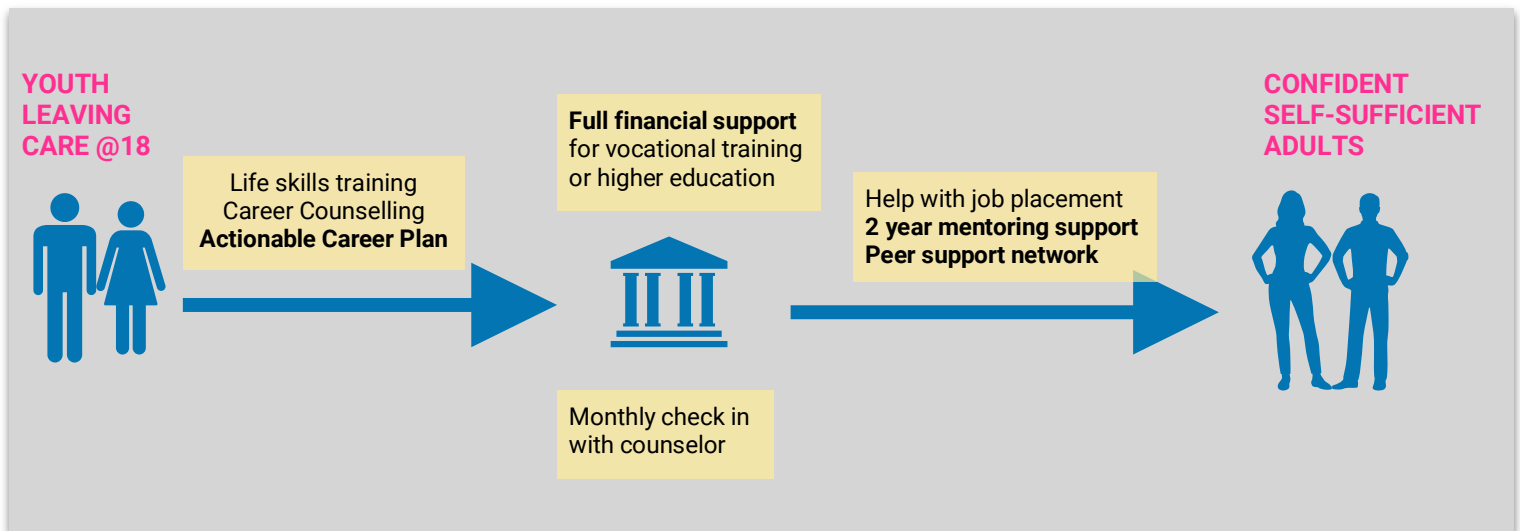 YOUTH
LEAVING
CARE @18
Life skills training
Career Counselling
Actionable Career Plan
Full financial support
for vocational training
or higher education
Monthly check in
with counselor
Help with job placement
2 year mentoring support
Peer support network
CONFIDENT
SELF-SUFFICIENT
ADULTS